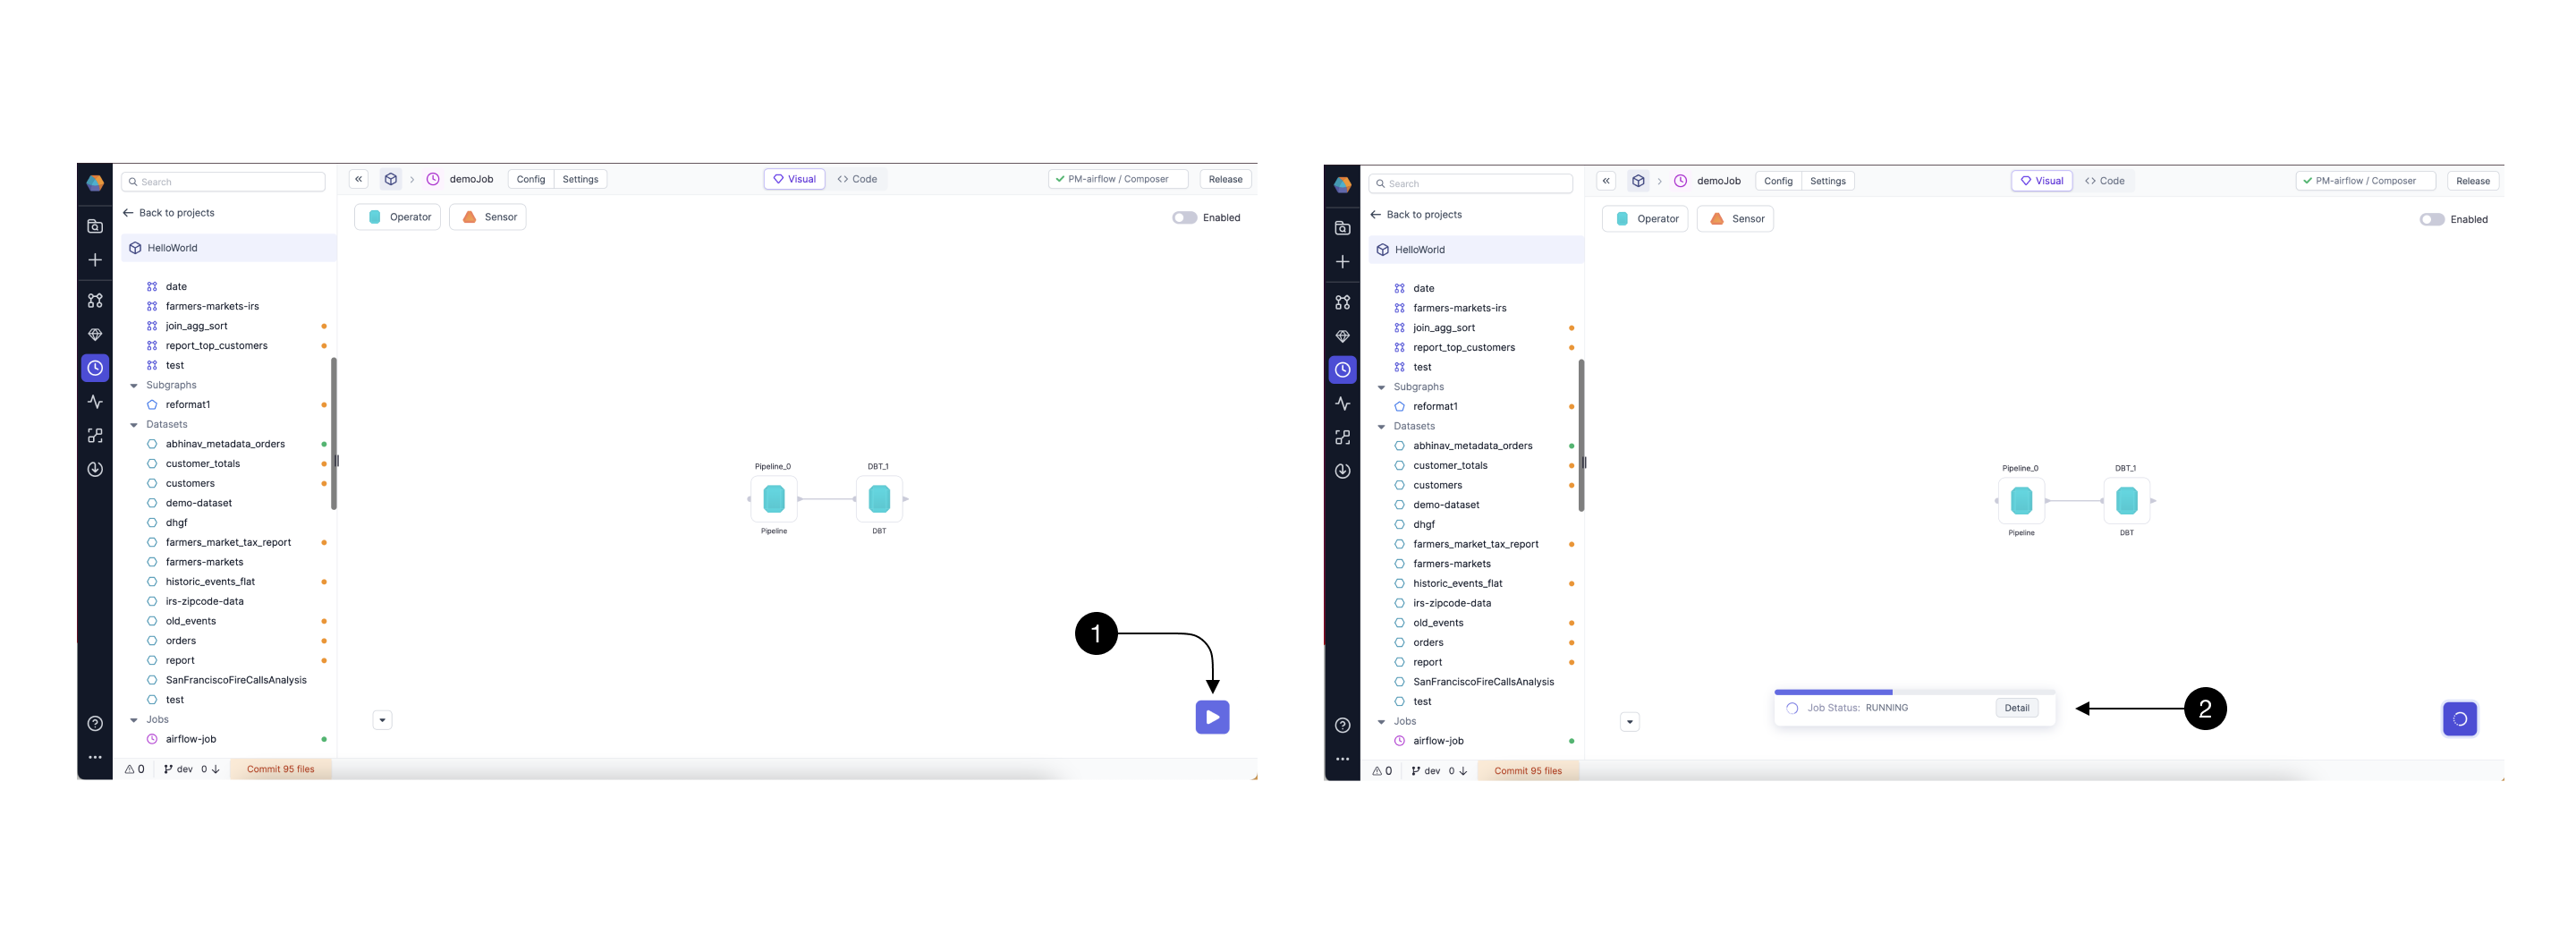 Search
Back to projects
HelloWorld
date
farmers-markets-irs
join_agg_sort
report_top_customers
test
Subgraphs
reformat1
Datasets
abhinav_metadata_orders
customer_totals
customers
demo-dataset
dhgf
farmers_market_tax_report
farmers-markets
historic_events_flat
irs-zipcode-data
old_events
orders
report
SanFranciscoFireCallsAnalysis
test
Jobs
airflow-job
0 dev 0 Commit 95 files
demoJob Config Settings Visual Code PM-airflow / Composer Release
Operator Sensor Enabled
Pipeline_0 DBT_1
Pipeline DBT
1
Search
Back to projects
HelloWorld
date
farmers-markets-irs
join_agg_sort
report_top_customers
test
Subgraphs
reformat1
Datasets
abhinav_metadata_orders
customer_totals
customers
demo-dataset
dhgf
farmers_market_tax_report
farmers-markets
historic_events_flat
irs-zipcode-data
old_events
orders
report
SanFranciscoFireCallsAnalysis
test
Jobs
airflow-job
0 dev 0 Commit 95 files
demoJob Config Settings Visual Code PM-airflow / Composer Release
Operator Sensor Enabled
Pipeline_0 DBT_1
Pipeline DBT
Job Status: RUNNING Detail
2